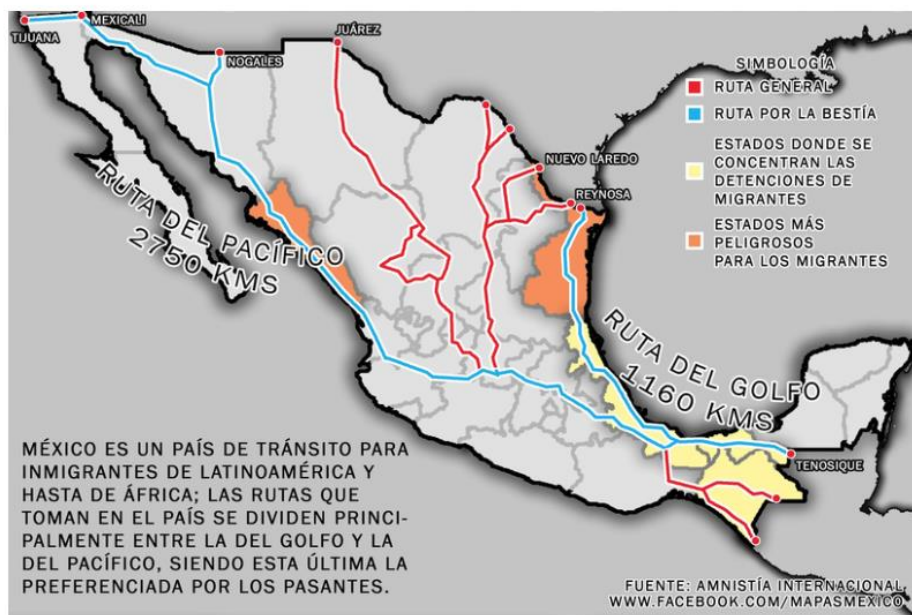 TIJUANA
MEXICALI
NOGALES
JUÁREZ
NUEVO LAREDO
REYNOSA
SIMBOLOGÍA
RUTA GENERAL
RUTA POR LA BESTÍA
ESTADOS DONDE SE
CONCENTRAN LAS
DETENCIONES DE
MIGRANTES
ESTADOS MÁS
PELIGROSOS
PARA LOS MIGRANTES
RUTA DEL PACÍFICO
2750 KMS
RUTA DEL GOLFO
1160 KMS
TENOSIQUE
MÉXICO ES UN PAÍS DE TRÁNSITO PARA
INMIGRANTES DE LATINOAMÉRICA Y
HASTA DE ÁFRICA; LAS RUTAS QUE
TOMAN EN EL PAÍS SE DIVIDEN PRINCI-
PALMENTE ENTRE LA DEL GOLFO Y LA
DEL PACÍFICO, SIENDO ESTA ÚLTIMA LA
PREFERENCIADA POR LOS PASANTES.
FUENTE: AMNISTÍA INTERNACIONAL
WWW.FACEBOOK.COM/MAPASMEXICO